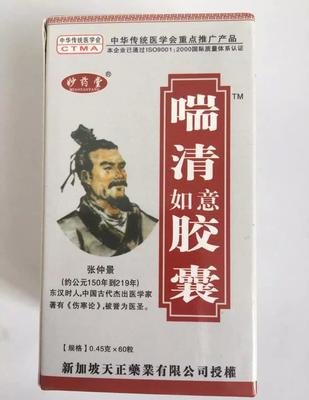 中华传统医学会
CTMA
中华传统医学会重点推广产品
本企业已通过ISO9001:2000国际质量体系认证
妙药堂
MIAOYAOTANG
喘清如意胶囊
TM
张仲景
(约公元150年到219年)
东汉时人,中国古代杰出医学家
著有《伤寒论》,被誉为医圣。
【规格】0.45克×60粒
新加坡天正藥業有限公司授權